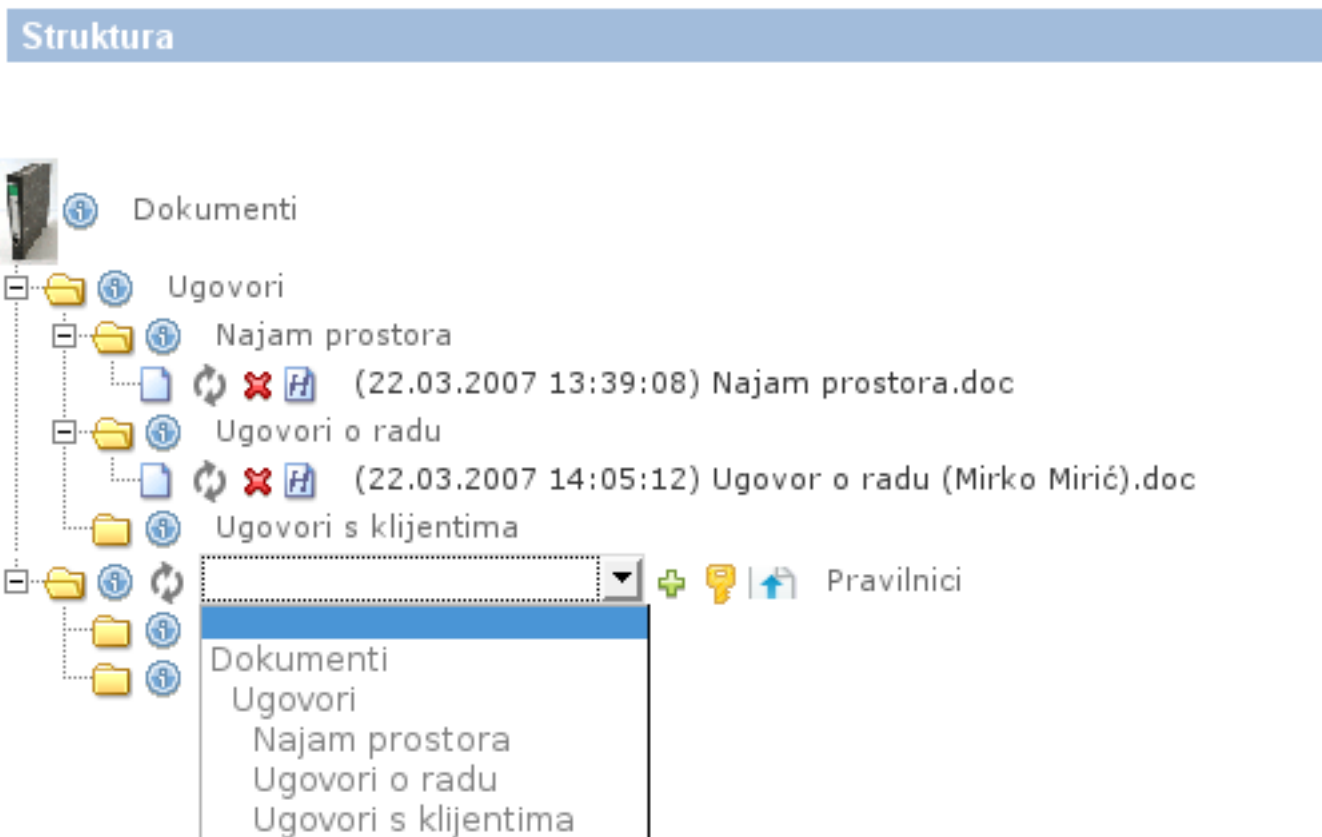 Struktura
Dokumenti
Ugovori
Najam prostora
(22.03.2007 13:39:08) Najam prostora.doc
Ugovori o radu
(22.03.2007 14:05:12) Ugovor o radu (Mirko Mirić).doc
Ugovori s klijentima
Pravilnici
Dokumenti
Ugovori
Najam prostora
Ugovori o radu
Ugovori s klijentima